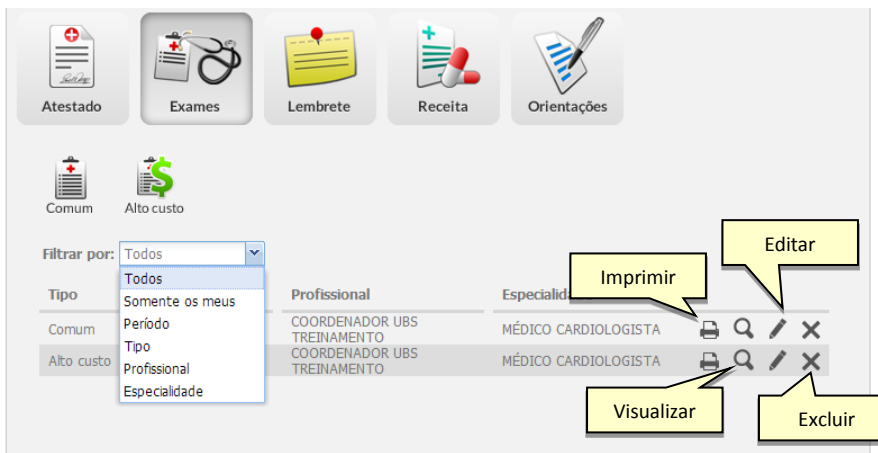 Atestado
Exames
Lembrete
Receita
Orientações
Comum
Alto custo
Filtrar por: Todos
Todos
Somente os meus
Período
Tipo
Profissional
Especialidade
Editar
Imprimir
Tipo
Profissional
Comum
COORDENADOR UBS
TREINAMENTO
MÉDICO CARDIOLOGISTA
Alto custo
COORDENADOR UBS
TREINAMENTO
MÉDICO CARDIOLOGISTA
Visualizar
Excluir